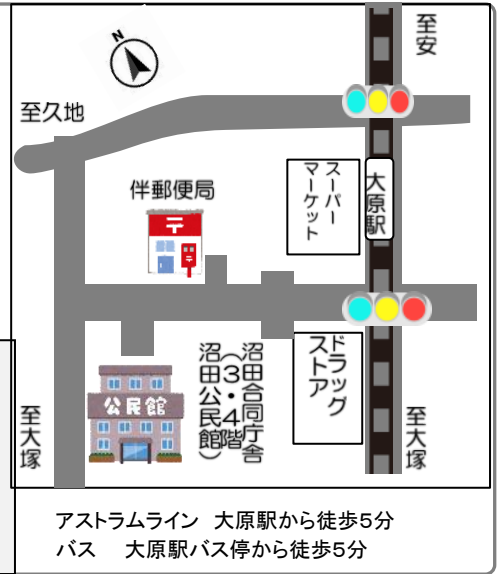 N
至安
至久地
大原駅
スーパー
マーケット
伴郵便局
〒
沼田合同庁舎
(3・4階
沼田公民館)
ドラッグ
ストア
公民館
至大塚
至大塚
アストラムライン 大原駅から徒歩5分
バス 大原駅バス停から徒歩5分